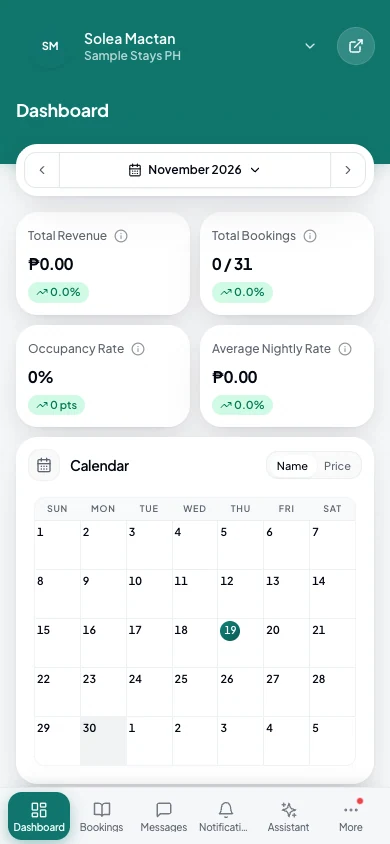 SM
Solea Mactan
Sample Stays PH
Dashboard
November 2026
Total Revenue
₱0.00
0.0%
Total Bookings
0 / 31
0.0%
Occupancy Rate
0%
0 pts
Average Nightly Rate
₱0.00
0.0%
Calendar
Name Price
SUN MON TUE WED THU FRI SAT
1 2 3 4 5 6 7
8 9 10 11 12 13 14
15 16 17 18 19 20 21
22 23 24 25 26 27 28
29 30 1 2 3 4 5
Dashboard Bookings Messages Notificati... Assistant More